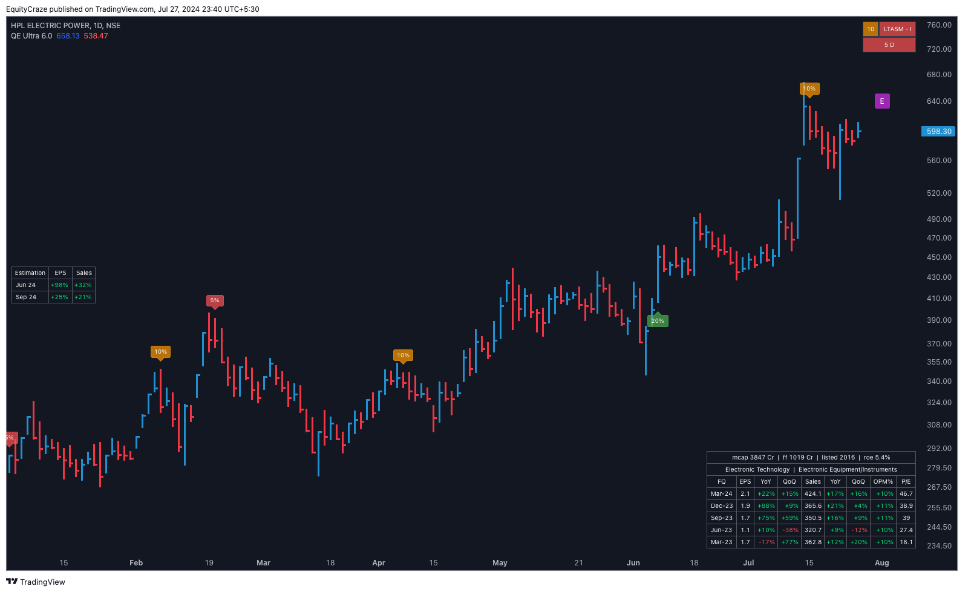 EquityCraze published on TradingView.com, Jul 27, 2024 23:40 UTC+5:30
HPL ELECTRIC POWER, 1D, NSE
QE Ultra 6.0 658.13 538.47
10 LTASM - I
5 D
760.00
720.00
680.00
640.00
598.30
560.00
520.00
490.00
470.00
450.00
430.00
410.00
390.00
370.00
355.00
340.00
324.00
308.00
292.00
279.50
267.50
255.50
244.50
234.50
10%
E
Estimation EPS Sales
Jun 24 +98% +32%
Sep 24 +25% +21%
5%
20%
10%
10%
5%
mcap 3847 Cr | ff 1019 Cr | listed 2016 | rce 5.4%
Electronic Technology | Electronic Equipment/Instruments
FQ EPS YoY QoQ Sales YoY QoQ OPM% P/E
Mar-24 2.1 +22% +15% 424.1 +17% +16% +10% 46.7
Dec-23 1.9 +88% +9% 365.6 +21% +4% +11% 38.9
Sep-23 1.7 +75% +59% 350.5 +16% +9% +11% 39
Jun-23 1.1 +10% -38% 320.7 +9% -12% +10% 27.4
Mar-23 1.7 -17% +77% 362.8 +12% +20% +10% 16.1
15 Feb 19 Mar 18 Apr 15 May 21 Jun 18 Jul 15 Aug
TradingView